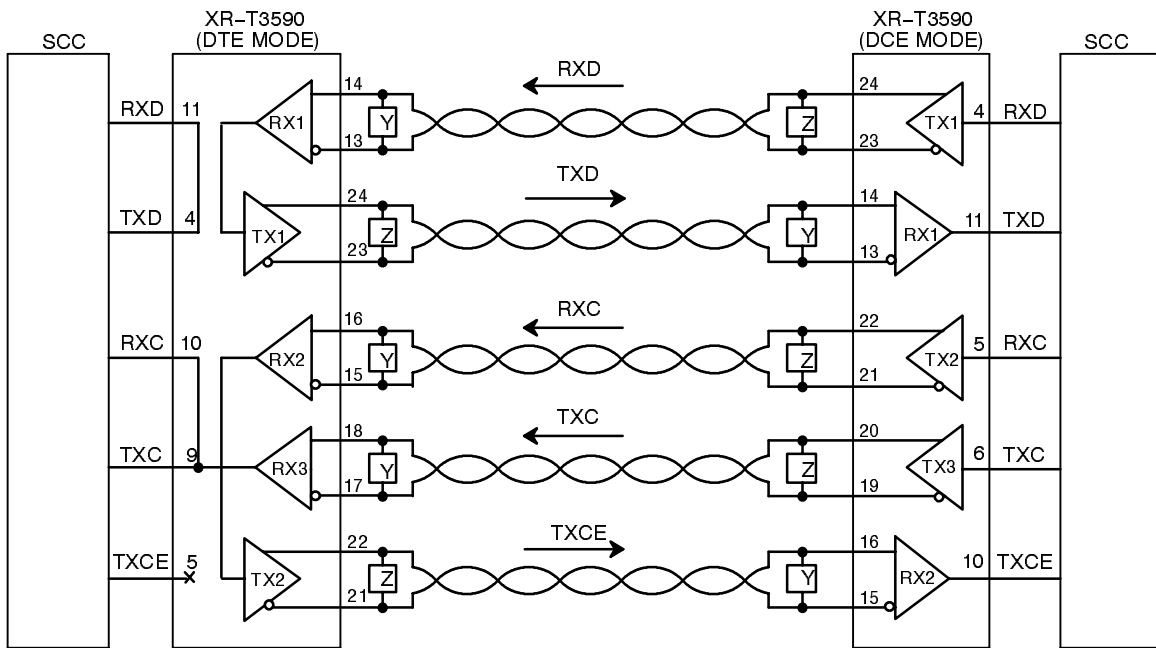 XR-T3590
(DTE MODE)
XR-T3590
(DCE MODE)
SCC
SCC
RXD
14
24
RXD 11
RX1
Y
Z
TX1
4 RXD
13
23
TXD
24
14
TXD 4
TX1
Z
Y
RX1
11 TXD
23
13
RXC
16
22
RXC 10
RX2
Y
Z
TX2
5 RXC
15
21
TXC
18
20
TXC 9
RX3
Y
Z
TX3
6 TXC
17
19
TXCE
22
16
TXCE 5
TX2
Z
Y
RX2
10 TXCE
21
15